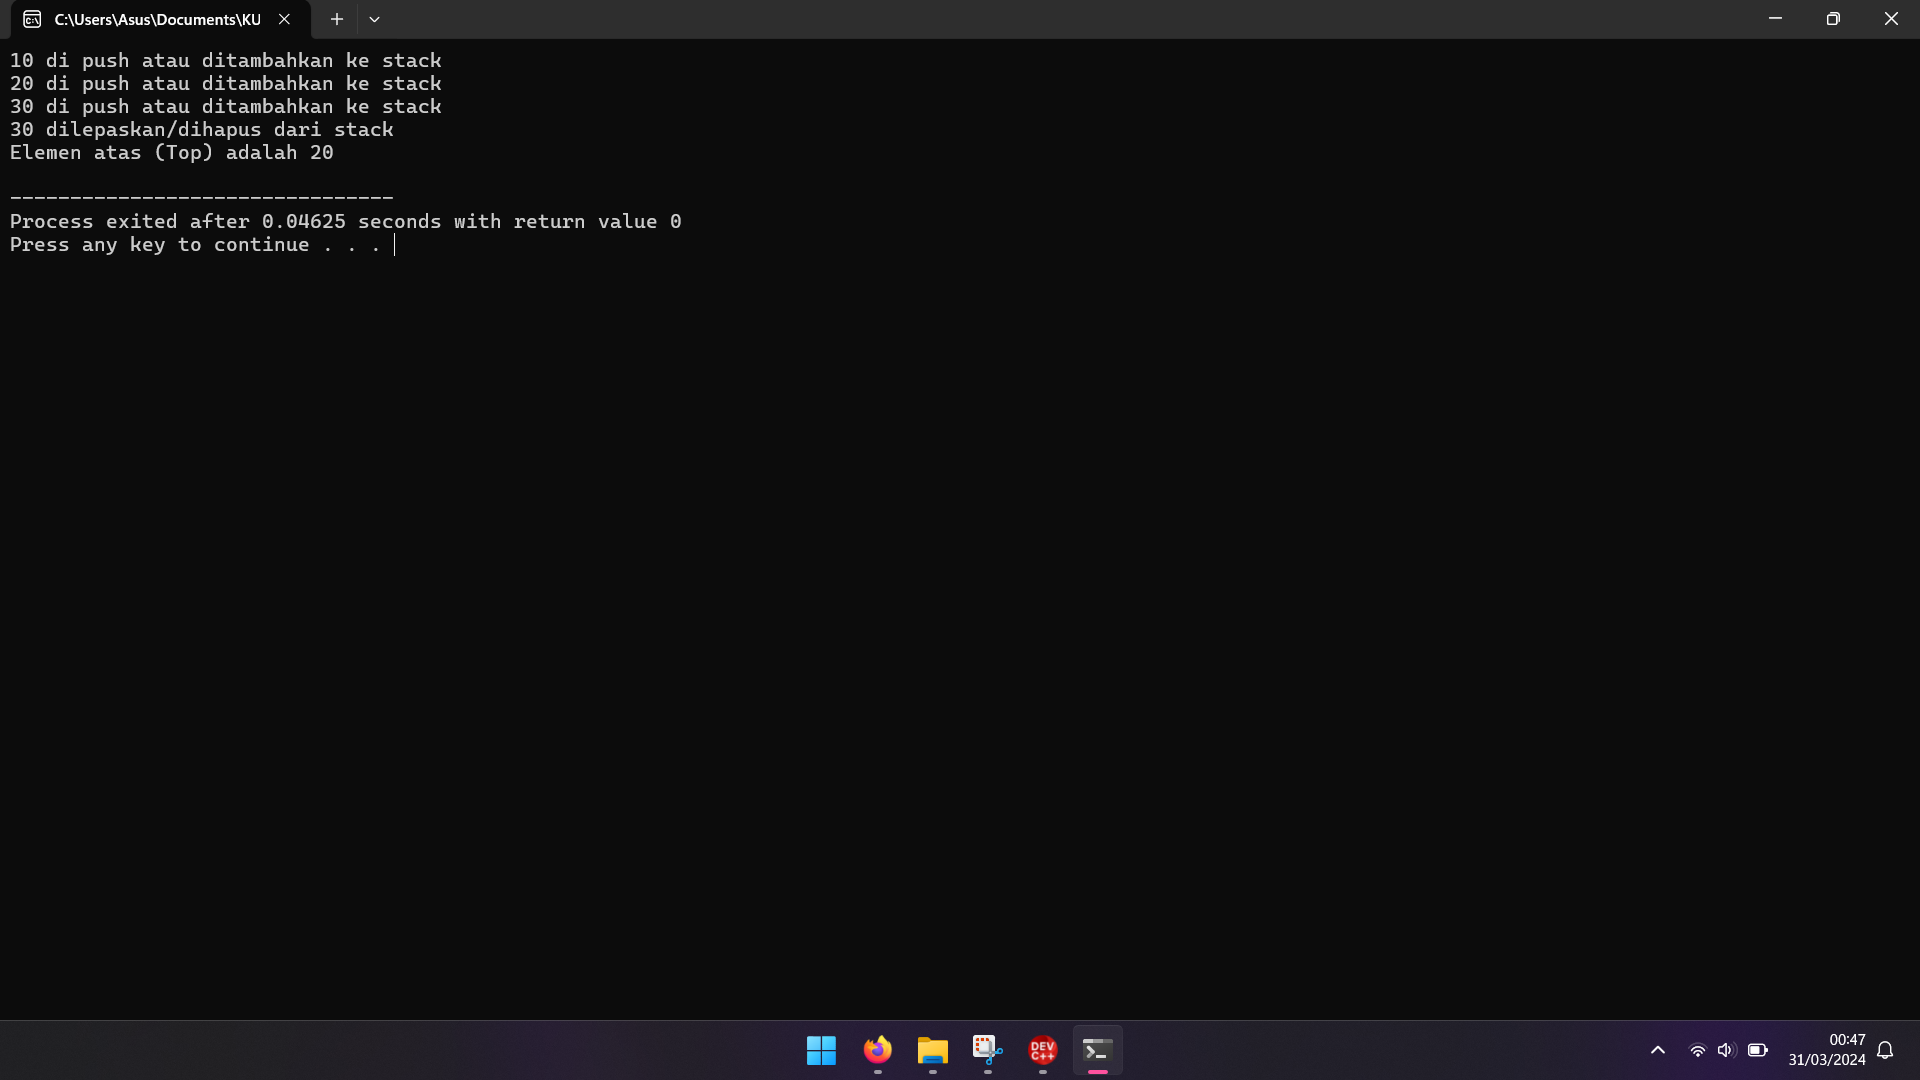 C:\Users\Asus\Documents\KU
10 di push atau ditambahkan ke stack
20 di push atau ditambahkan ke stack
30 di push atau ditambahkan ke stack
30 dilepaskan/dihapus dari stack
Elemen atas (Top) adalah 20
--------------------------------
Process exited after 0.04625 seconds with return value 0
Press any key to continue . . .
DEV
C++
00:47
31/03/2024